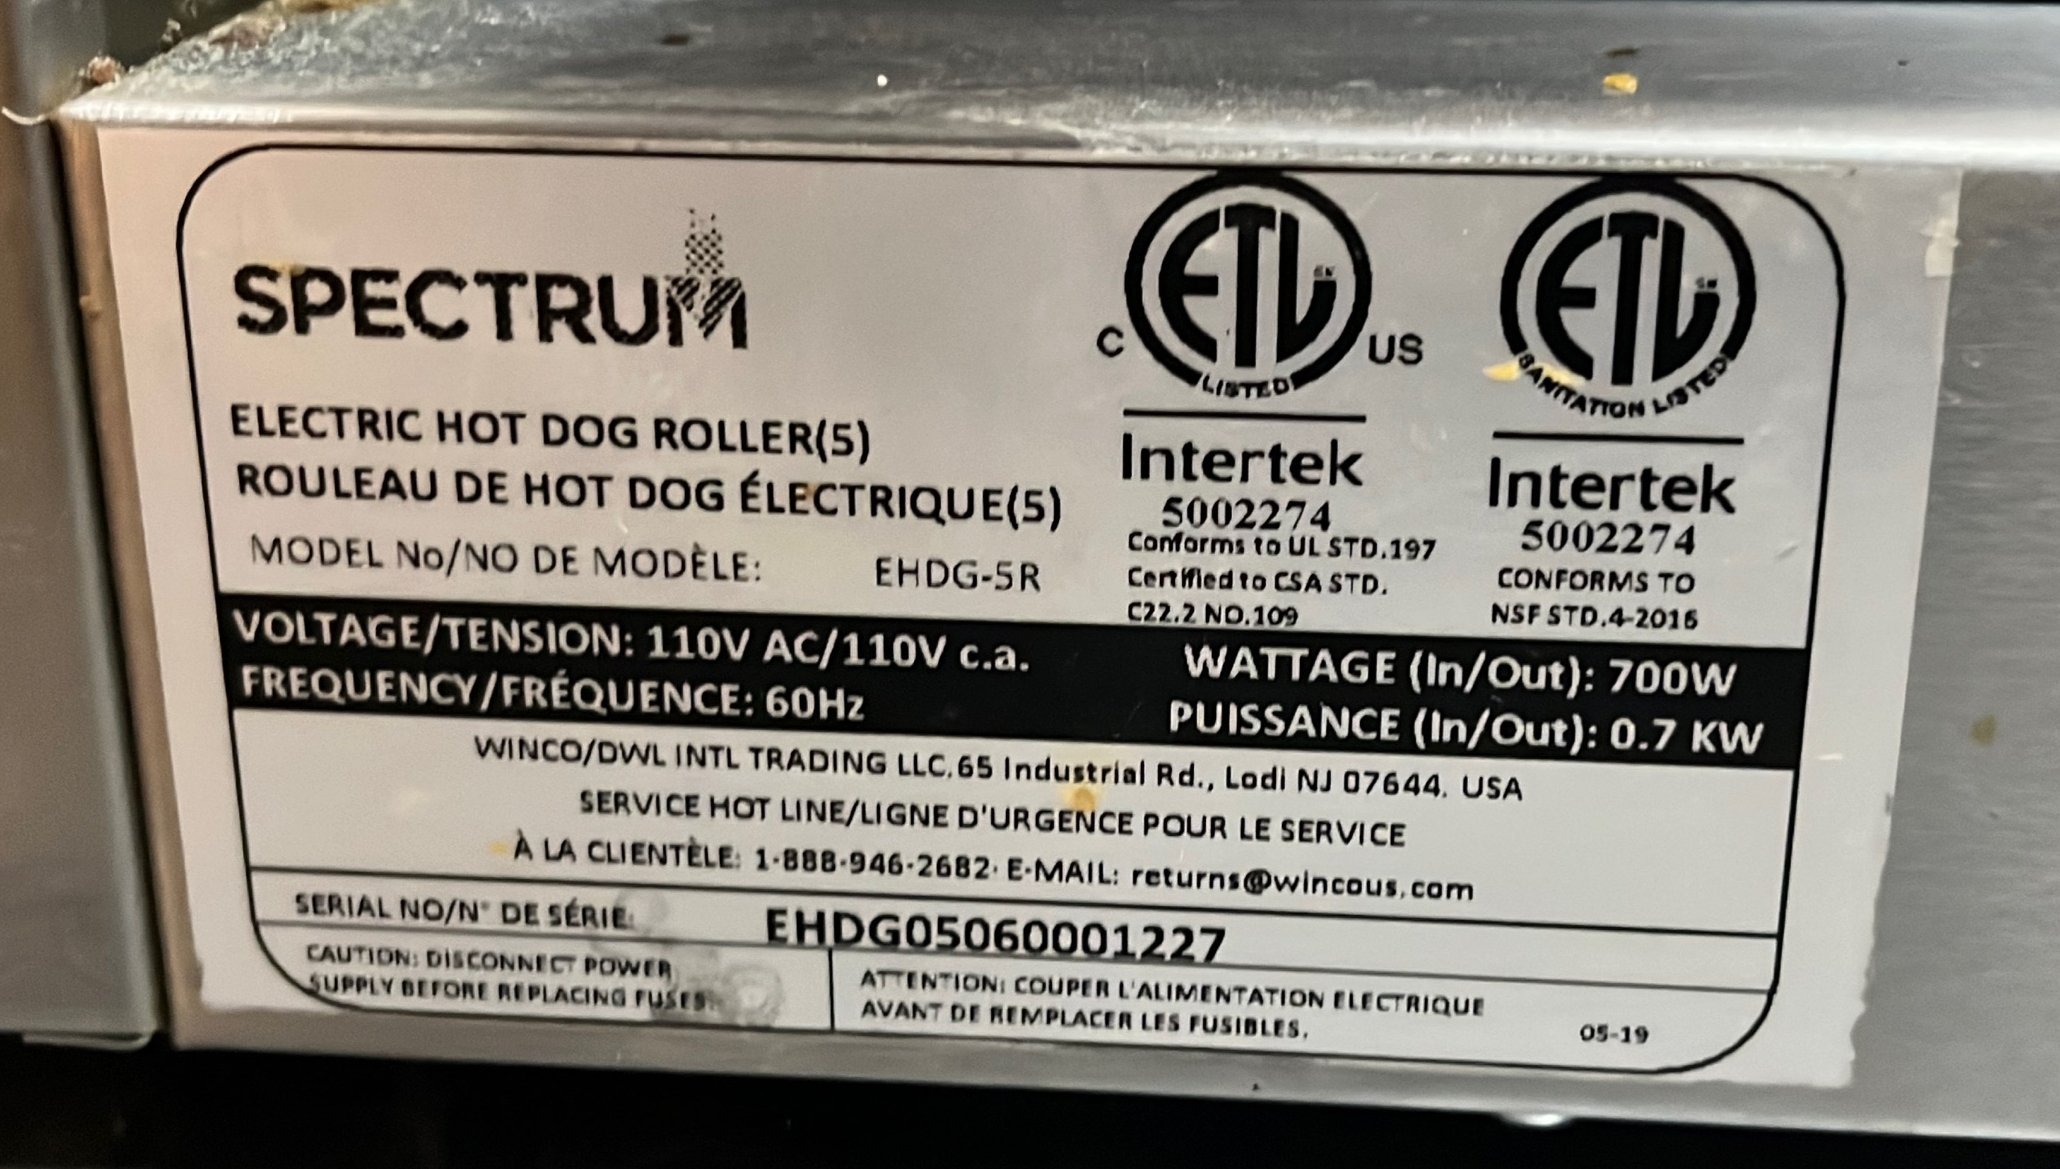 SPECTRUM
ELECTRIC HOT DOG ROLLER(5)
ROULEAU DE HOT DOG ÉLECTRIQUE(5)
MODEL No/NO DE MODÈLE: EHDG-5R
ETL
CM
LISTED
C US
Intertek
5002274
Conforms to UL STD.197
Certified to CSA STD.
C22.2 NO.109
ETL
CM
SANITATION LISTED
Intertek
5002274
CONFORMS TO
NSF STD.4-2016
VOLTAGE/TENSION: 110V AC/110V c.a.
FREQUENCY/FRÉQUENCE: 60Hz
WATTAGE (In/Out): 700W
PUISSANCE (In/Out): 0.7 KW
WINCO/DWL INTL TRADING LLC.65 Industrial Rd., Lodi NJ 07644. USA
SERVICE HOT LINE/LIGNE D'URGENCE POUR LE SERVICE
À LA CLIENTÈLE: 1-888-946-2682· E-MAIL: returns@wincous.com
SERIAL NO/N° DE SÉRIE: EHDG05060001227
CAUTION: DISCONNECT POWER
SUPPLY BEFORE REPLACING FUSES.
ATTENTION: COUPER L'ALIMENTATION ELECTRIQUE
AVANT DE REMPLACER LES FUSIBLES.
05-19